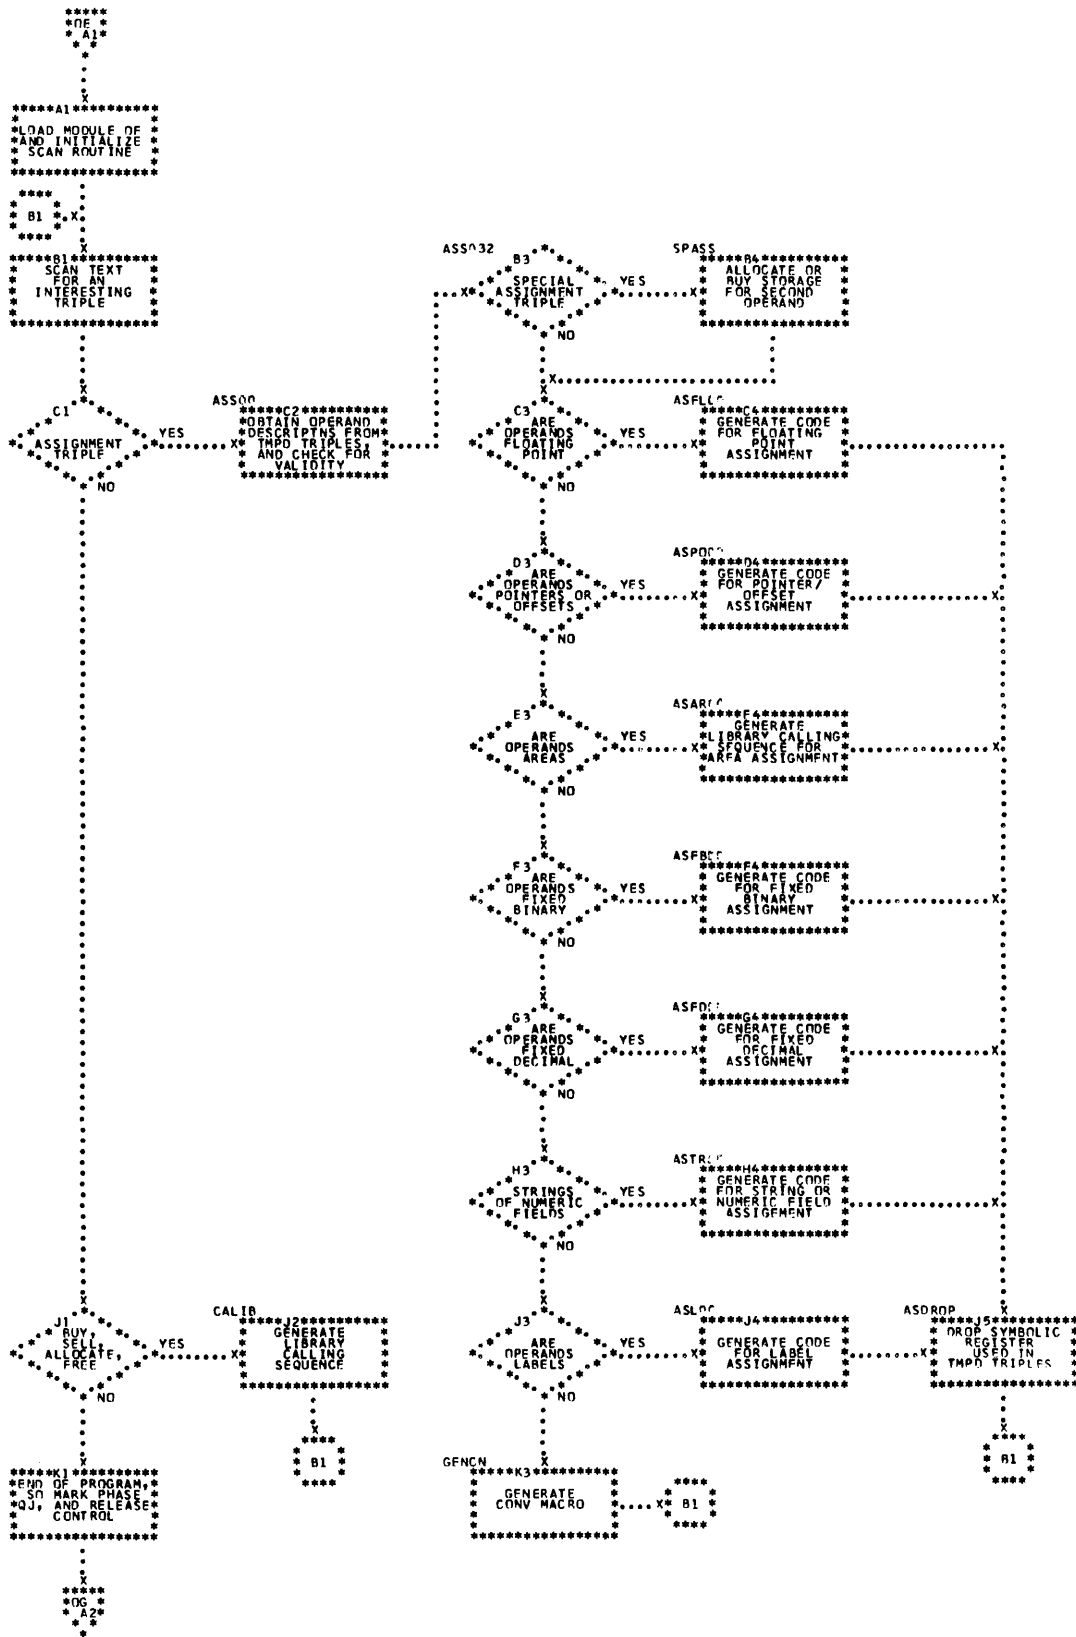 OE
A1
A1
LOAD MODULE OF
AND INITIALIZE
SCAN ROUTINE
B1
B1
SCAN TEXT
FOR AN
INTERESTING
TRIPLE
ASS032
B3
SPECIAL
ASSIGNMENT
TRIPLE
YES
NO
SPASS
B4
ALLOCATE OR
BUY STORAGE
FOR SECOND
OPERAND
C1
ASSIGNMENT
TRIPLE
YES
NO
C2
OBTAIN OPERAND
DESCRIPTNS FROM
TMPD TRIPLES,
AND CHECK FOR
VALIDITY
C3
ARE
OPERANDS
FLOATING
POINT
YES
NO
C4
GENERATE CODE
FOR FLOATING
POINT
ASSIGNMENT
D3
ARE
OPERANDS
POINTERS OR
OFFSETS
YES
NO
D4
GENERATE CODE
FOR POINTER/
OFFSET
ASSIGNMENT
E3
ARE
OPERANDS
AREAS
YES
NO
E4
GENERATE
LIBRARY CALLING
SEQUENCE FOR
AREA ASSIGNMENT
F3
ARE
OPERANDS
FIXED
BINARY
YES
NO
F4
GENERATE CODE
FOR FIXED
BINARY
ASSIGNMENT
G3
ARE
OPERANDS
FIXED
DECIMAL
YES
NO
G4
GENERATE CODE
FOR FIXED
DECIMAL
ASSIGNMENT
H3
STRINGS
OF NUMERIC
FIELDS
YES
NO
H4
GENERATE CODE
FOR STRING OR
NUMERIC FIELD
ASSIGEMENT
J1
BUY,
SELL,
ALLOCATE,
FREE
YES
NO
CALIB
J2
GENERATE
LIBRARY
CALLING
SEQUENCE
B1
J3
ARE
OPERANDS
LABELS
YES
NO
J4
GENERATE CODE
FOR LABEL
ASSIGNMENT
ASDROP
J5
DROP SYMBOLIC
REGISTER
USED IN
TMPD TRIPLES
B1
K1
END OF PROGRAM,
SO MARK PHASE
QJ, AND RELEASE
CONTROL
GENCN
K3
GENERATE
CONV MACRO
B1
OG
A2